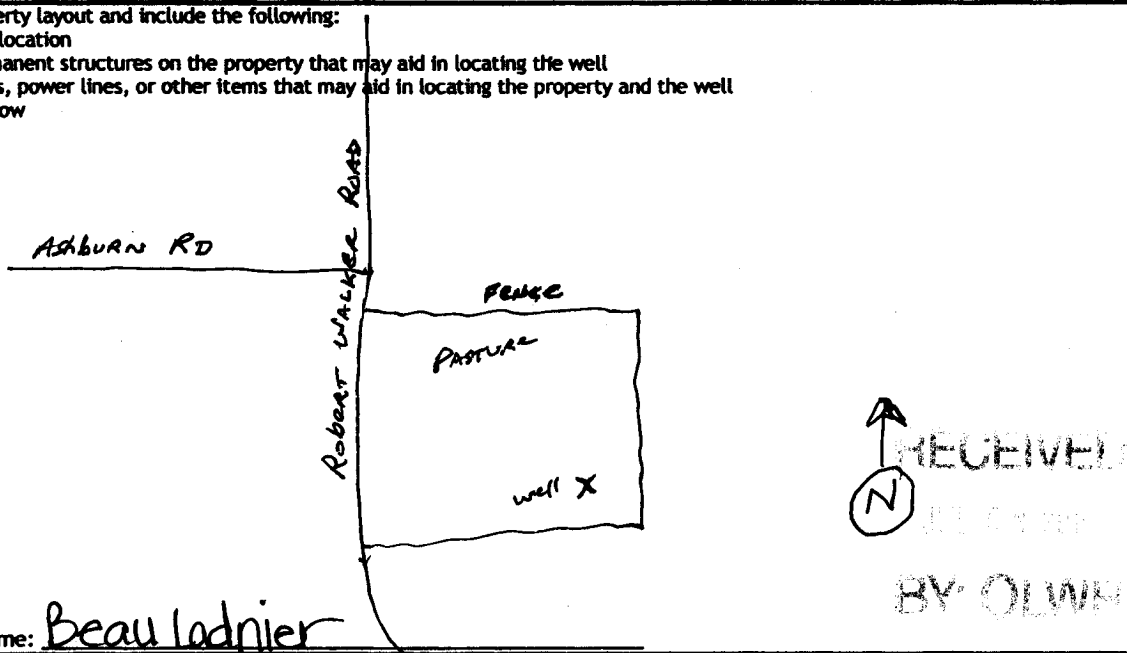 erty layout and include the following:
location
nanent structures on the property that may aid in locating the well
s, power lines, or other items that may aid in locating the property and the well
ow
ROBERT WALKER ROAD
AShbURN RD
FENCE
PASTURE
well X
N
RECEIVED
BY: OLWR
me: Beau Ladnier